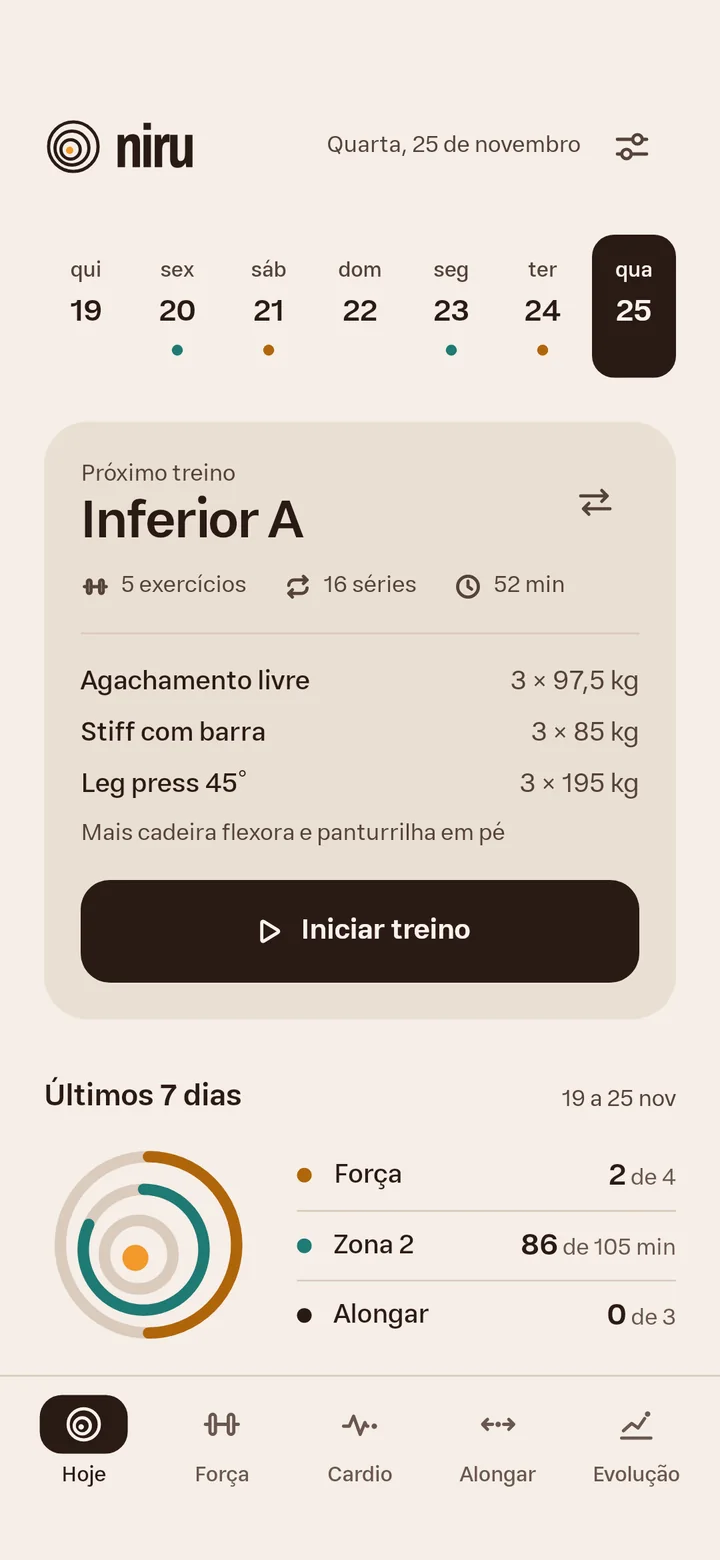 niru
Quarta, 25 de novembro
qui sex sáb dom seg ter qua
19 20 21 22 23 24 25
Próximo treino
Inferior A
5 exercícios 16 séries 52 min
Agachamento livre 3 × 97,5 kg
Stiff com barra 3 × 85 kg
Leg press 45° 3 × 195 kg
Mais cadeira flexora e panturrilha em pé
Iniciar treino
Últimos 7 dias 19 a 25 nov
Força 2 de 4
Zona 2 86 de 105 min
Alongar 0 de 3
Hoje Força Cardio Alongar Evolução